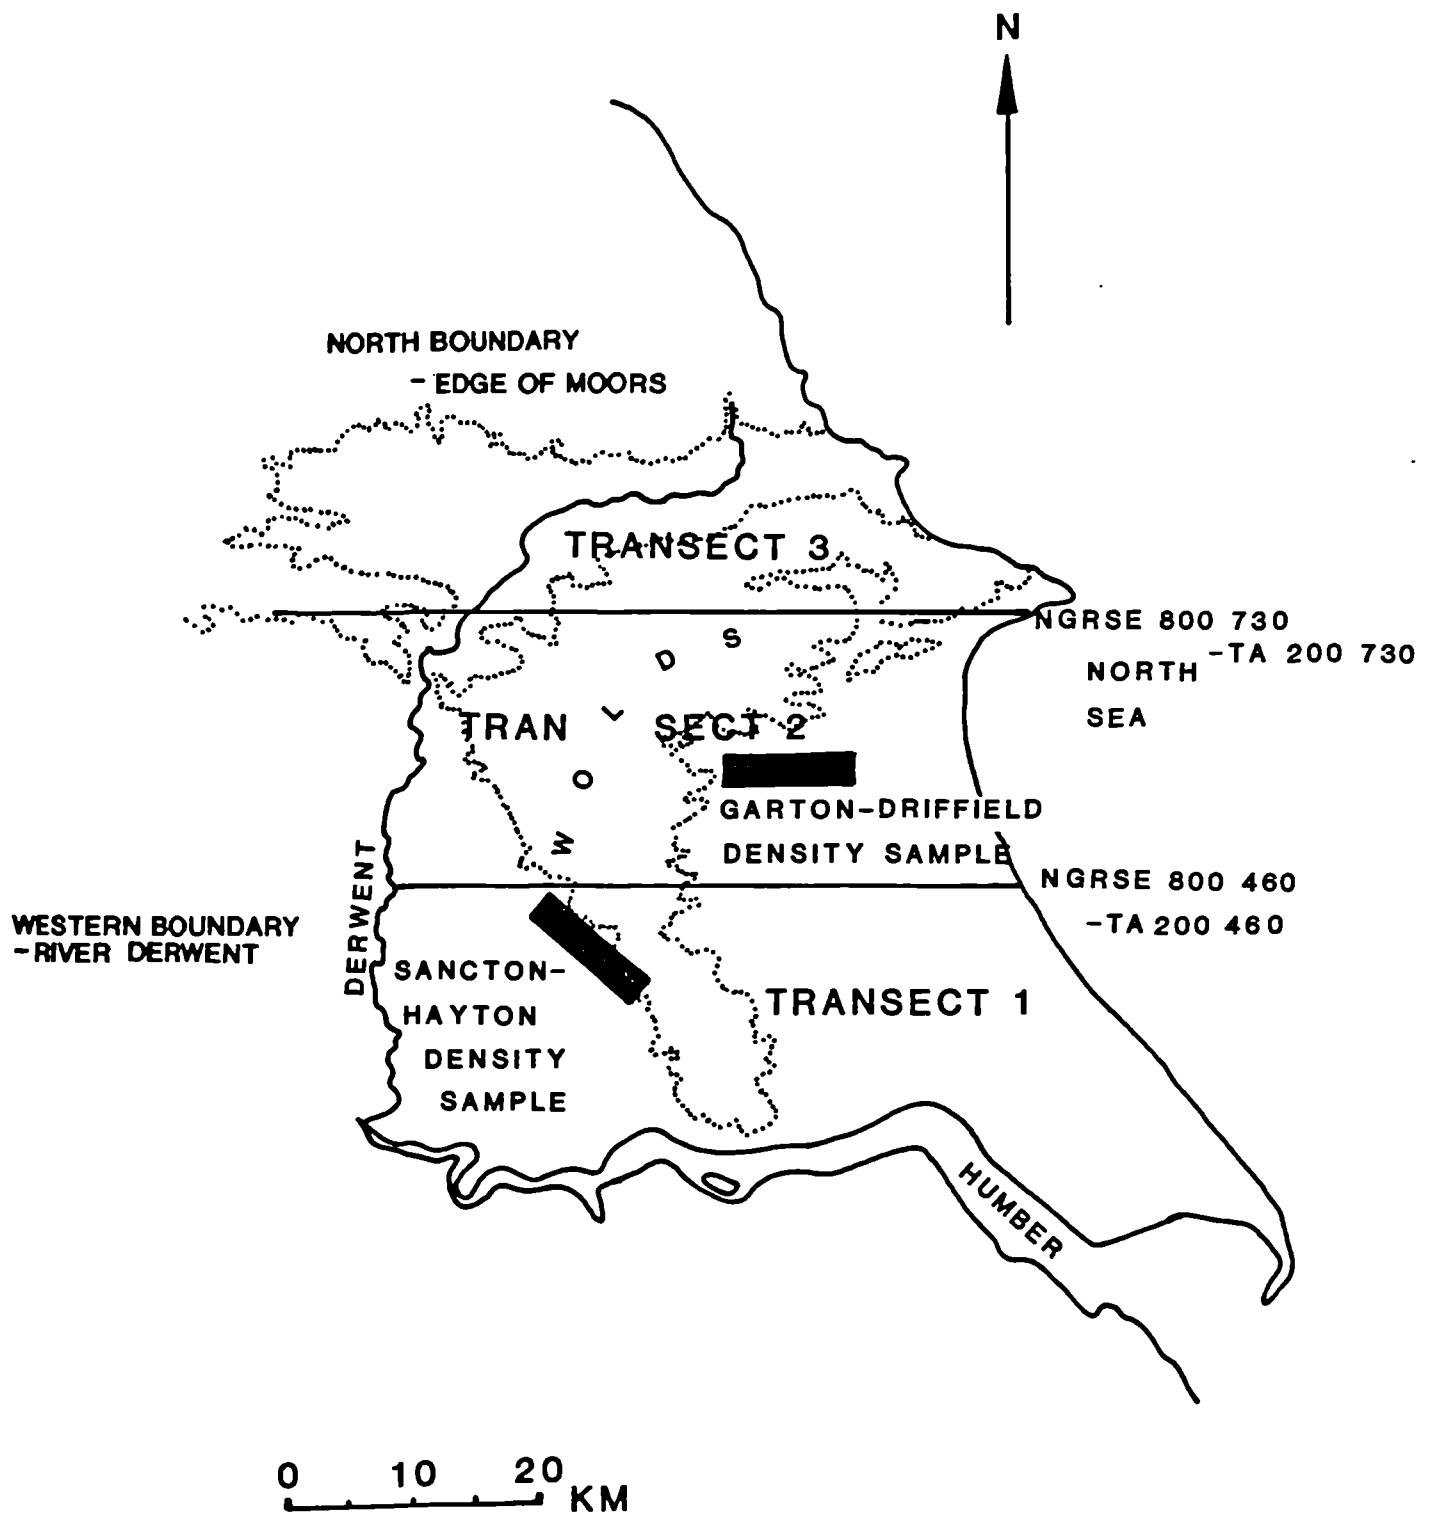 N
NORTH BOUNDARY
- EDGE OF MOORS
TRANSECT 3
NGRSE 800 730
-TA 200 730
NORTH
SEA
WOLDS
TRANSECT 2
GARTON-DRIFFIELD
DENSITY SAMPLE
NGRSE 800 460
-TA 200 460
DERWENT
WESTERN BOUNDARY
-RIVER DERWENT
SANCTON-
HAYTON
DENSITY
SAMPLE
TRANSECT 1
HUMBER
0 10 20
KM